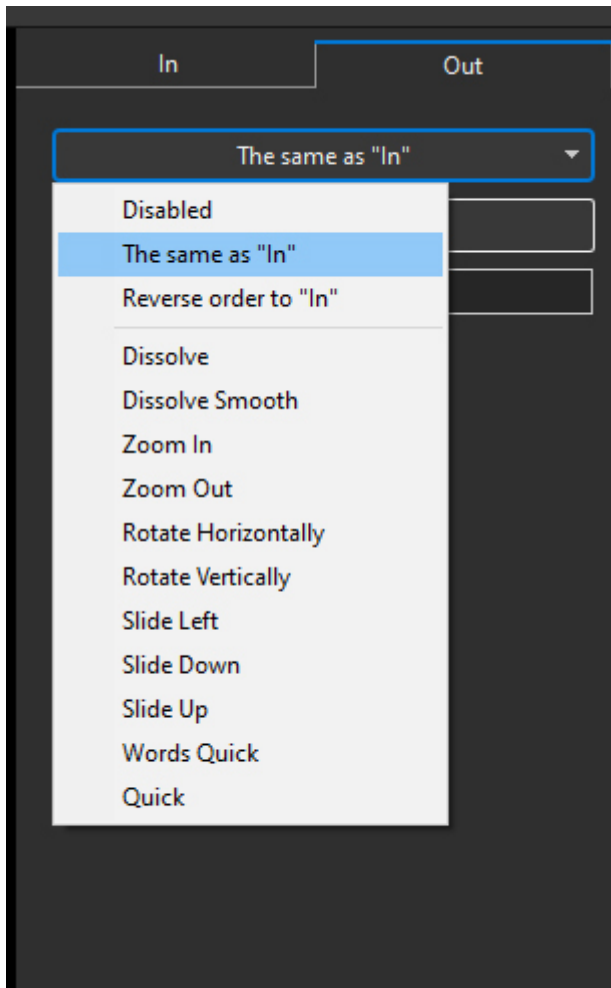 In
Out
The same as "In"
Disabled
The same as "In"
Reverse order to "In"
Dissolve
Dissolve Smooth
Zoom In
Zoom Out
Rotate Horizontally
Rotate Vertically
Slide Left
Slide Down
Slide Up
Words Quick
Quick